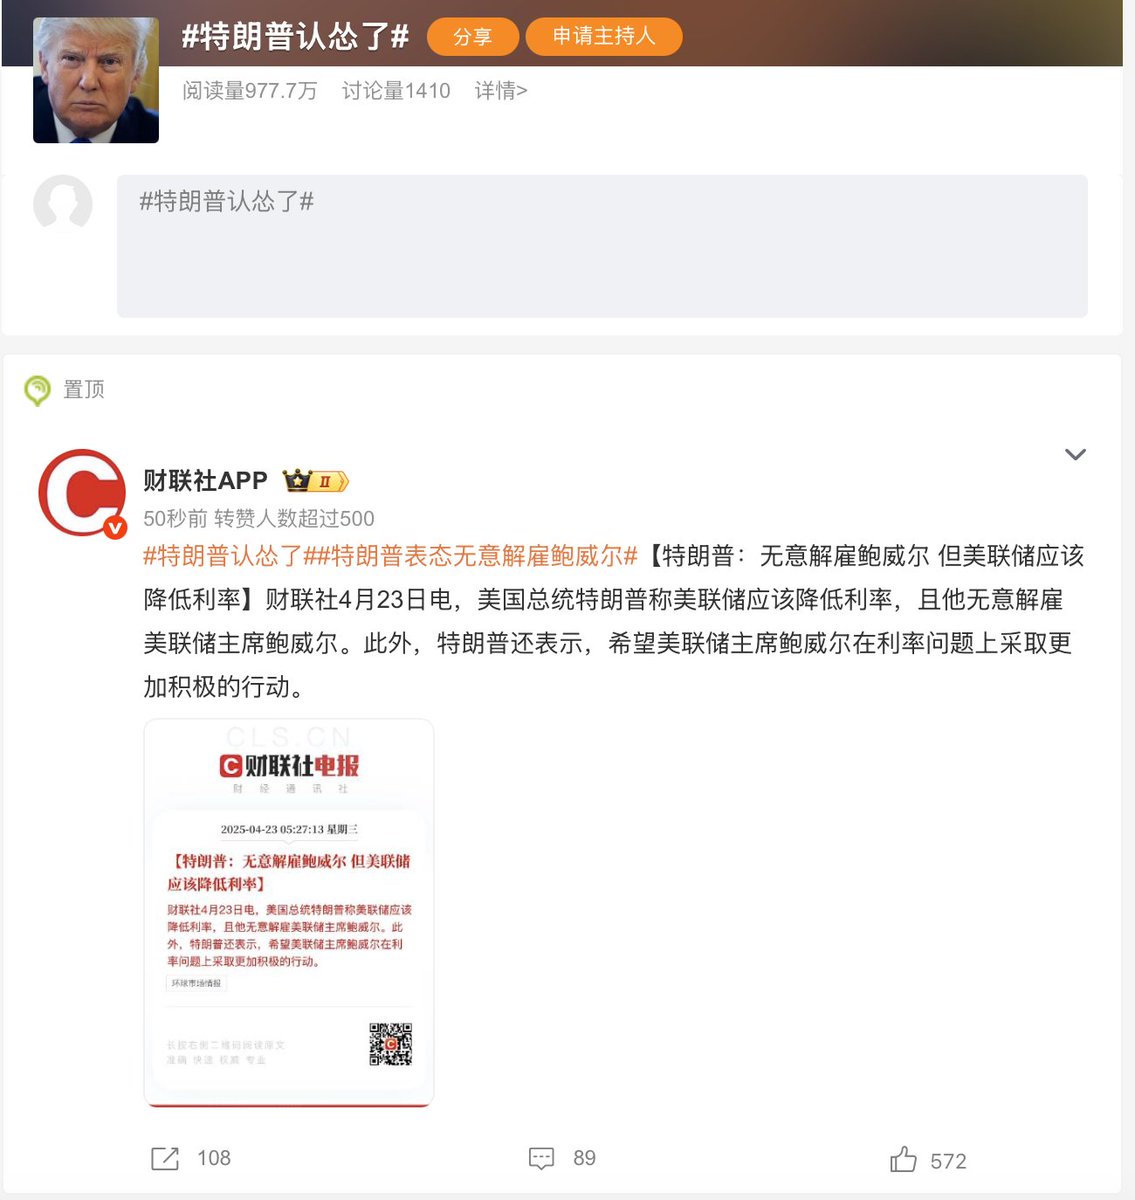 #特朗普认怂了#
分享
申请主持人
阅读量977.7万 讨论量1410 详情>
#特朗普认怂了#
置顶
财联社APP II
50秒前 转赞人数超过500
#特朗普认怂了##特朗普表态无意解雇鲍威尔#【特朗普：无意解雇鲍威尔 但美联储应该
降低利率】财联社4月23日电，美国总统特朗普称美联储应该降低利率，且他无意解雇
美联储主席鲍威尔。此外，特朗普还表示，希望美联储主席鲍威尔在利率问题上采取更
加积极的行动。
CLS.CN
财联社电报
财经通讯社
2025-04-23 05:27:13 星期三
【特朗普：无意解雇鲍威尔 但美联储
应该降低利率】
财联社4月23日电，美国总统特朗普称美联储应该
降低利率，且他无意解雇美联储主席鲍威尔。此
外，特朗普还表示，希望美联储主席鲍威尔在利
率问题上采取更加积极的行动。
环球市场情报
长按右侧二维码阅读原文
准确 快速 权威 专业
108
89
572